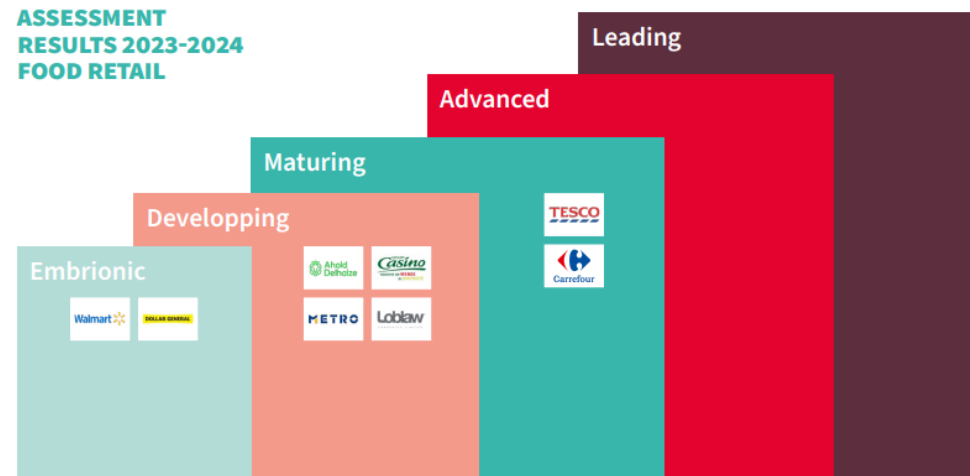 ASSESSMENT
RESULTS 2023-2024
FOOD RETAIL
Leading
Advanced
Maturing
TESCO
Developping
Carrefour
Embrionic
Ahold
Delhaize
Casino
Walmart
DOLLAR GENERAL
METRO
Loblaw